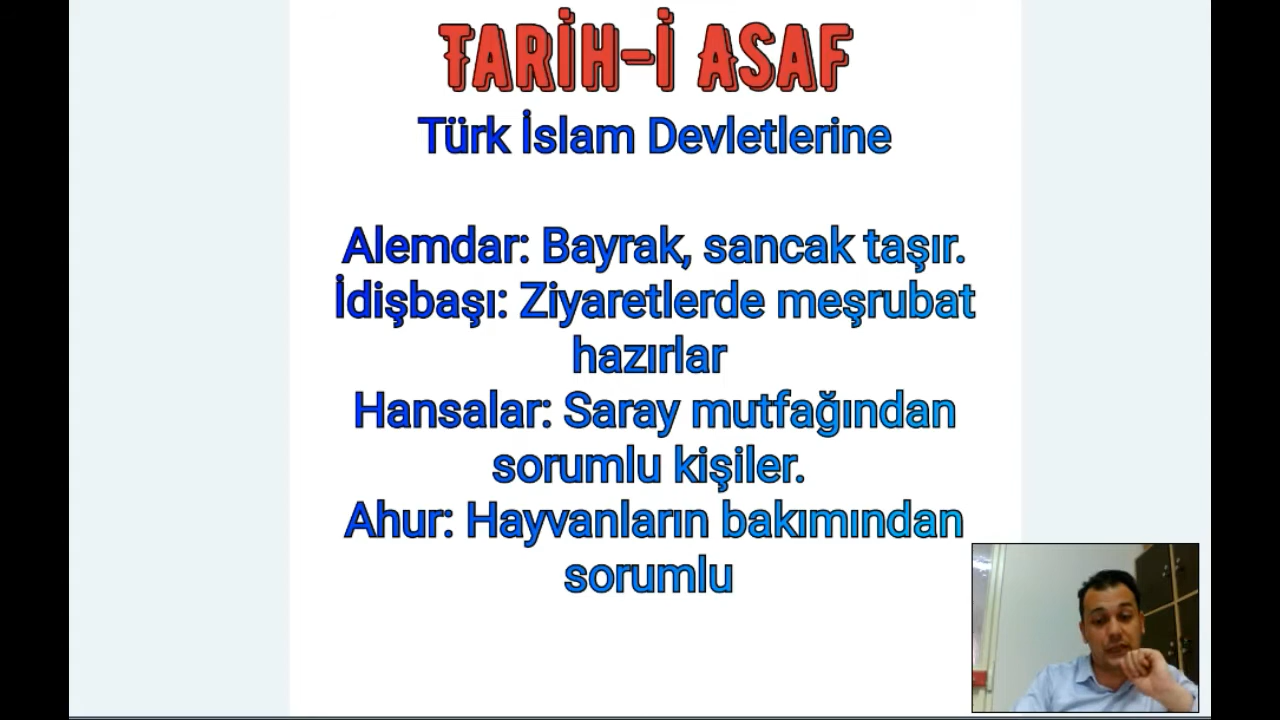 TARİH-İ ASAF
Türk İslam Devletlerine
Alemdar: Bayrak, sancak taşır.
İdişbaşı: Ziyaretlerde meşrubat
hazırlar
Hansalar: Saray mutfağından
sorumlu kişiler.
Ahur: Hayvanların bakımından
sorumlu